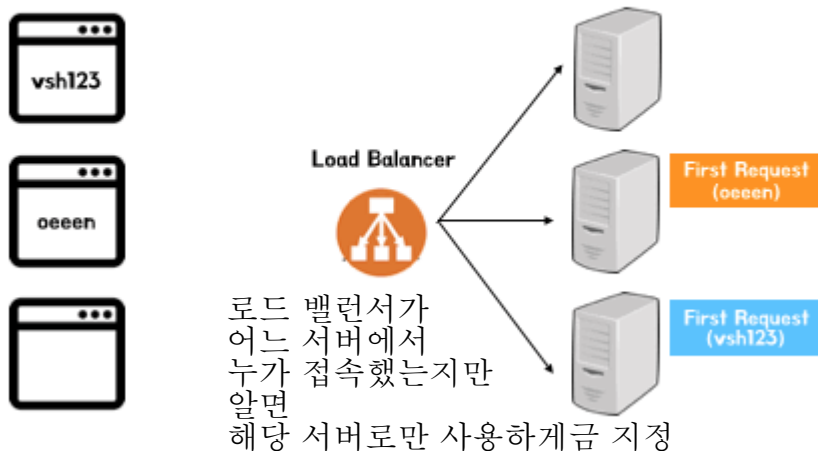 vsh123
oeeen
Load Balancer
First Request
(oeeen)
First Request
(vsh123)
로드 밸런서가
어느 서버에서
누가 접속했는지만
알면
해당 서버로만 사용하게금 지정